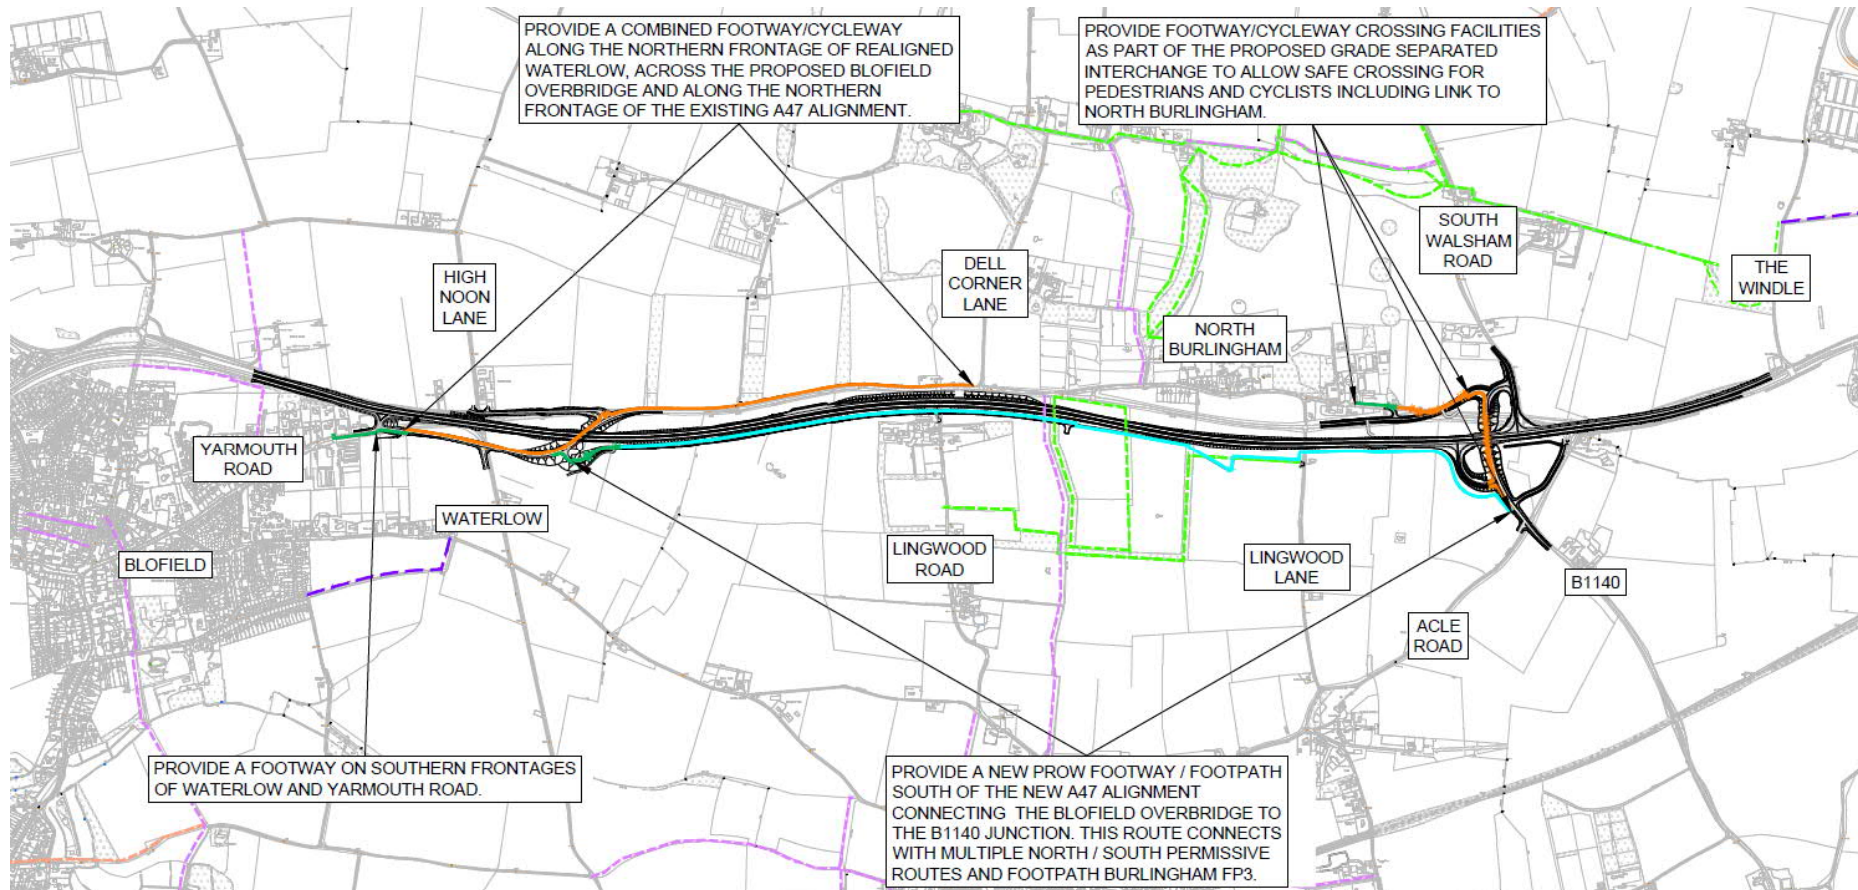 PROVIDE A COMBINED FOOTWAY/CYCLEWAY
ALONG THE NORTHERN FRONTAGE OF REALIGNED
WATERLOW, ACROSS THE PROPOSED BLOFIELD
OVERBRIDGE AND ALONG THE NORTHERN
FRONTAGE OF THE EXISTING A47 ALIGNMENT.
PROVIDE FOOTWAY/CYCLEWAY CROSSING FACILITIES
AS PART OF THE PROPOSED GRADE SEPARATED
INTERCHANGE TO ALLOW SAFE CROSSING FOR
PEDESTRIANS AND CYCLISTS INCLUDING LINK TO
NORTH BURLINGHAM.
HIGH
NOON
LANE
DELL
CORNER
LANE
SOUTH
WALSHAM
ROAD
THE
WINDLE
NORTH
BURLINGHAM
YARMOUTH
ROAD
WATERLOW
BLOFIELD
LINGWOOD
ROAD
LINGWOOD
LANE
B1140
ACLE
ROAD
PROVIDE A FOOTWAY ON SOUTHERN FRONTAGES
OF WATERLOW AND YARMOUTH ROAD.
PROVIDE A NEW PROW FOOTWAY / FOOTPATH
SOUTH OF THE NEW A47 ALIGNMENT
CONNECTING THE BLOFIELD OVERBRIDGE TO
THE B1140 JUNCTION. THIS ROUTE CONNECTS
WITH MULTIPLE NORTH / SOUTH PERMISSIVE
ROUTES AND FOOTPATH BURLINGHAM FP3.